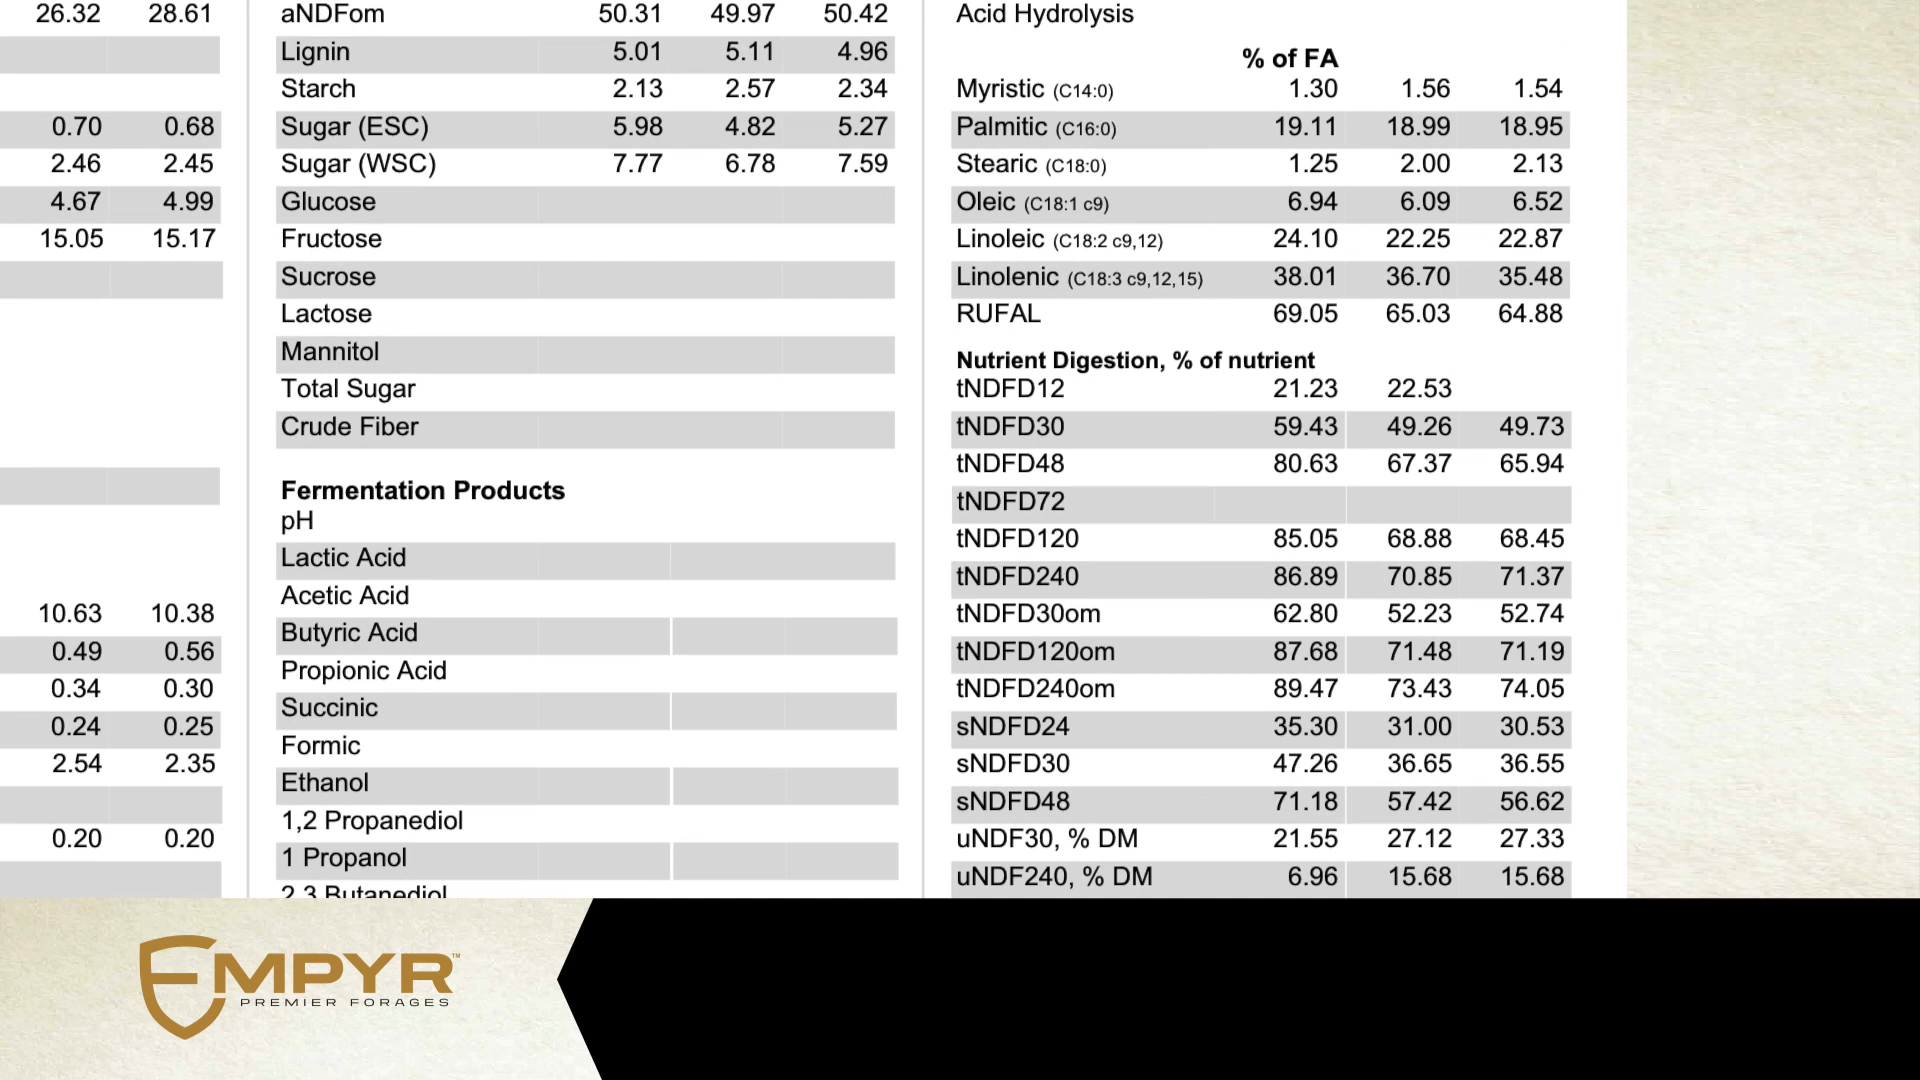 26.32 28.61
0.70 0.68
2.46 2.45
4.67 4.99
15.05 15.17
10.63 10.38
0.49 0.56
0.34 0.30
0.24 0.25
2.54 2.35
0.20 0.20
aNDFom 50.31 49.97 50.42
Lignin 5.01 5.11 4.96
Starch 2.13 2.57 2.34
Sugar (ESC) 5.98 4.82 5.27
Sugar (WSC) 7.77 6.78 7.59
Glucose
Fructose
Sucrose
Lactose
Mannitol
Total Sugar
Crude Fiber
Fermentation Products
pH
Lactic Acid
Acetic Acid
Butyric Acid
Propionic Acid
Succinic
Formic
Ethanol
1,2 Propanediol
1 Propanol
2,3 Butanediol
Acid Hydrolysis
% of FA
Myristic (C14:0) 1.30 1.56 1.54
Palmitic (C16:0) 19.11 18.99 18.95
Stearic (C18:0) 1.25 2.00 2.13
Oleic (C18:1 c9) 6.94 6.09 6.52
Linoleic (C18:2 c9,12) 24.10 22.25 22.87
Linolenic (C18:3 c9,12,15) 38.01 36.70 35.48
RUFAL 69.05 65.03 64.88
Nutrient Digestion, % of nutrient
tNDFD12 21.23 22.53
tNDFD30 59.43 49.26 49.73
tNDFD48 80.63 67.37 65.94
tNDFD72
tNDFD120 85.05 68.88 68.45
tNDFD240 86.89 70.85 71.37
tNDFD30om 62.80 52.23 52.74
tNDFD120om 87.68 71.48 71.19
tNDFD240om 89.47 73.43 74.05
sNDFD24 35.30 31.00 30.53
sNDFD30 47.26 36.65 36.55
sNDFD48 71.18 57.42 56.62
uNDF30, % DM 21.55 27.12 27.33
uNDF240, % DM 6.96 15.68 15.68
EMPYR™
PREMIER FORAGES